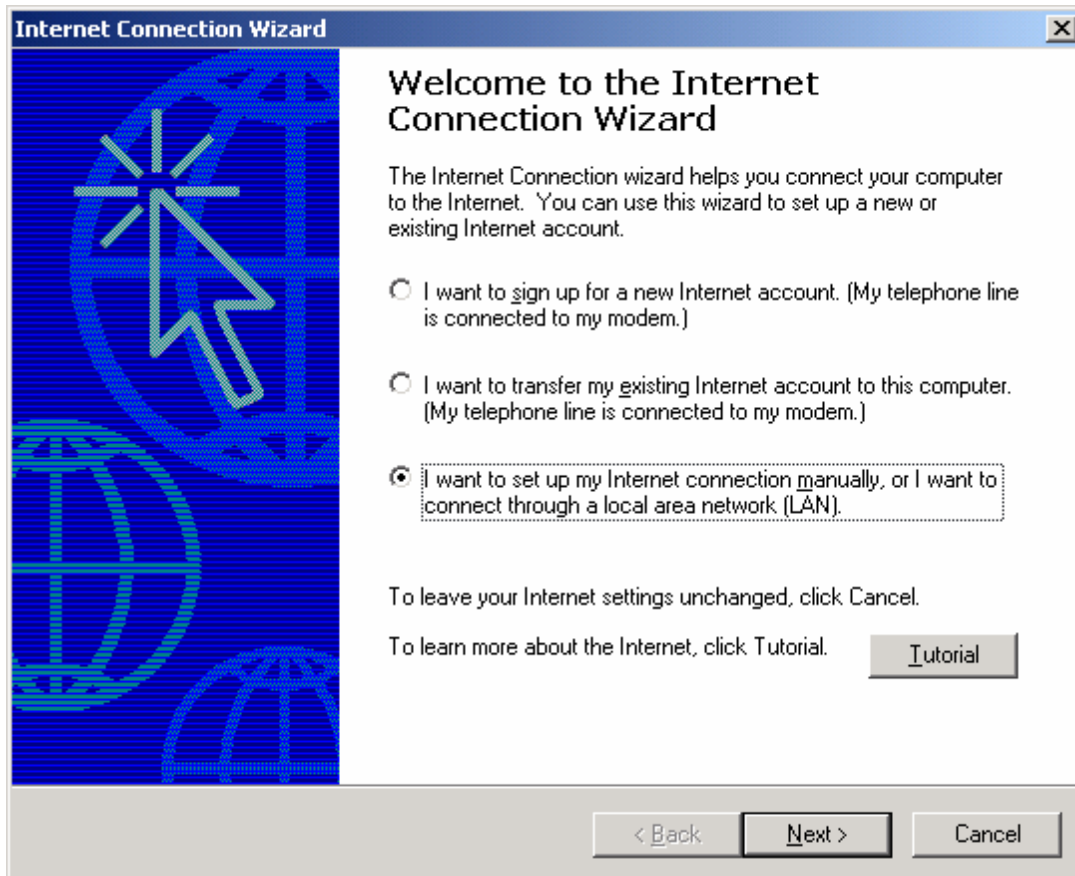 Internet Connection Wizard
Welcome to the Internet
Connection Wizard
The Internet Connection wizard helps you connect your computer
to the Internet.  You can use this wizard to set up a new or
existing Internet account.
I want to sign up for a new Internet account. (My telephone line
is connected to my modem.)
I want to transfer my existing Internet account to this computer.
(My telephone line is connected to my modem.)
I want to set up my Internet connection manually, or I want to
connect through a local area network (LAN).
To leave your Internet settings unchanged, click Cancel.
To learn more about the Internet, click Tutorial.
Tutorial
< Back
Next >
Cancel